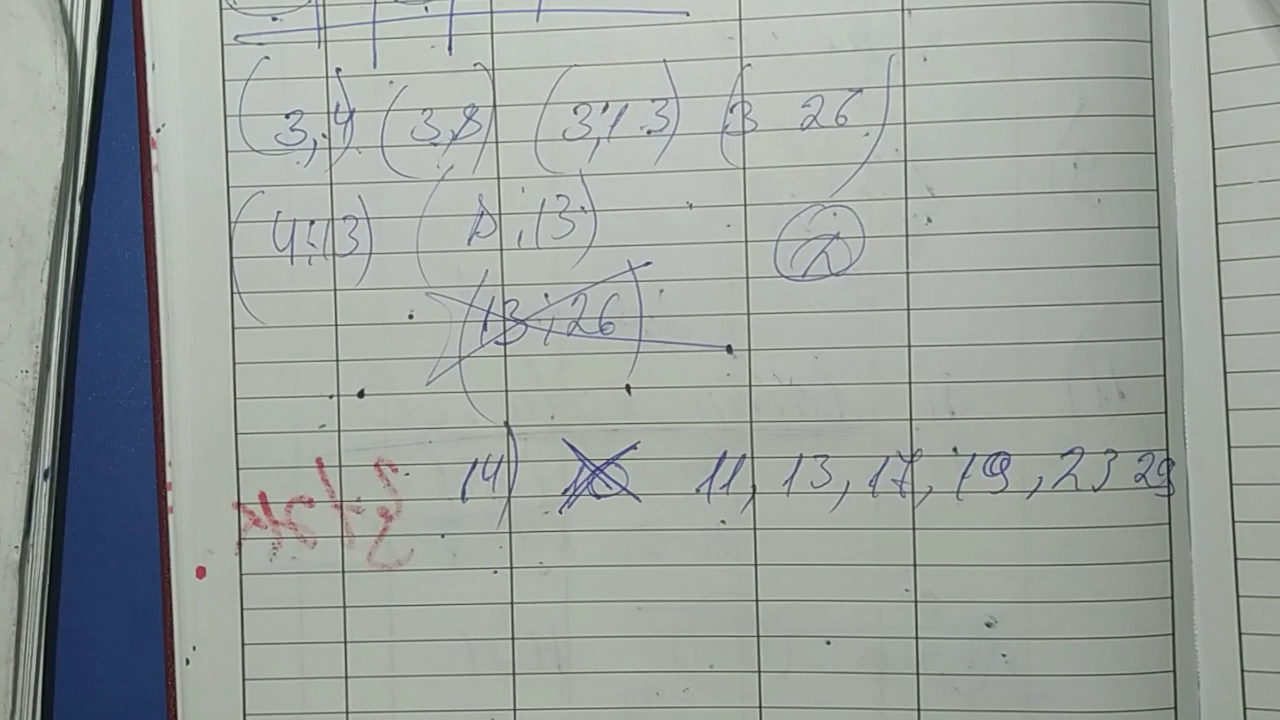 (3,4) (3,8) (3,13) (3 26)
(4;13) (8;13)
(13;26)
14) 11, 13, 17, 19, 23 29